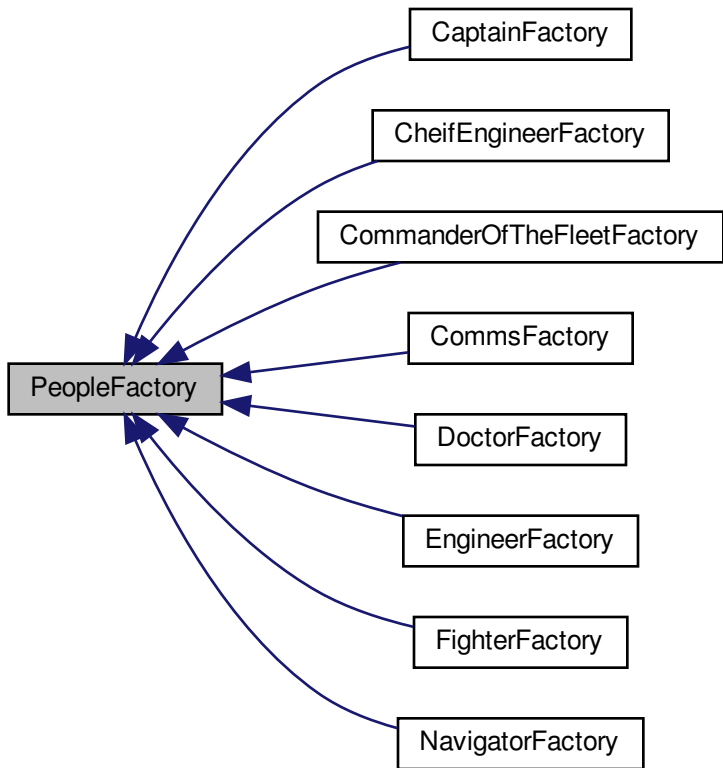 CaptainFactory
CheifEngineerFactory
CommanderOfTheFleetFactory
CommsFactory
PeopleFactory
DoctorFactory
EngineerFactory
FighterFactory
NavigatorFactory